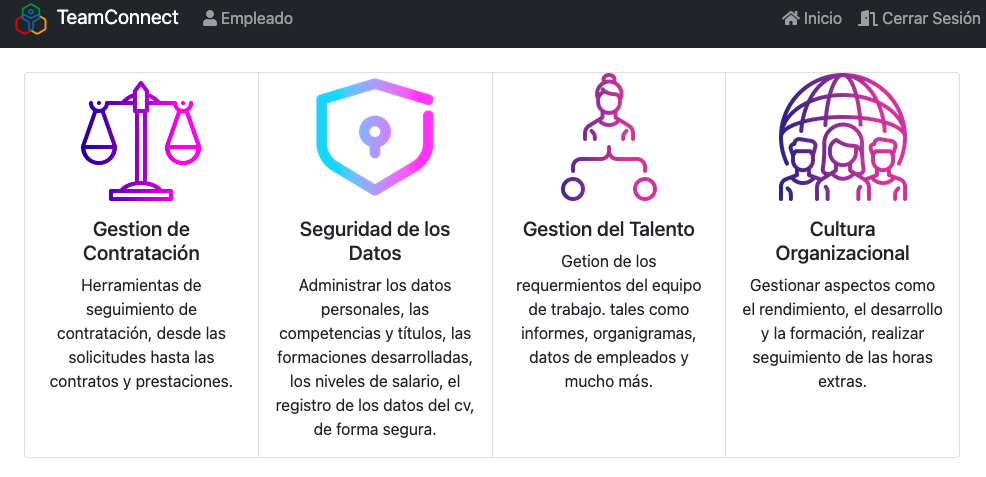 TeamConnect
Empleado
Inicio
Cerrar Sesión
Gestion de
Contratación
Herramientas de
seguimiento de
contratación, desde las
solicitudes hasta las
contratos y prestaciones.
Seguridad de los
Datos
Administrar los datos
personales, las
competencias y títulos, las
formaciones desarrolladas,
los niveles de salario, el
registro de los datos del cv,
de forma segura.
Gestion del Talento
Getion de los
requermientos del equipo
de trabajo. tales como
informes, organigramas,
datos de empleados y
mucho más.
Cultura
Organizacional
Gestionar aspectos como
el rendimiento, el desarrollo
y la formación, realizar
seguimiento de las horas
extras.